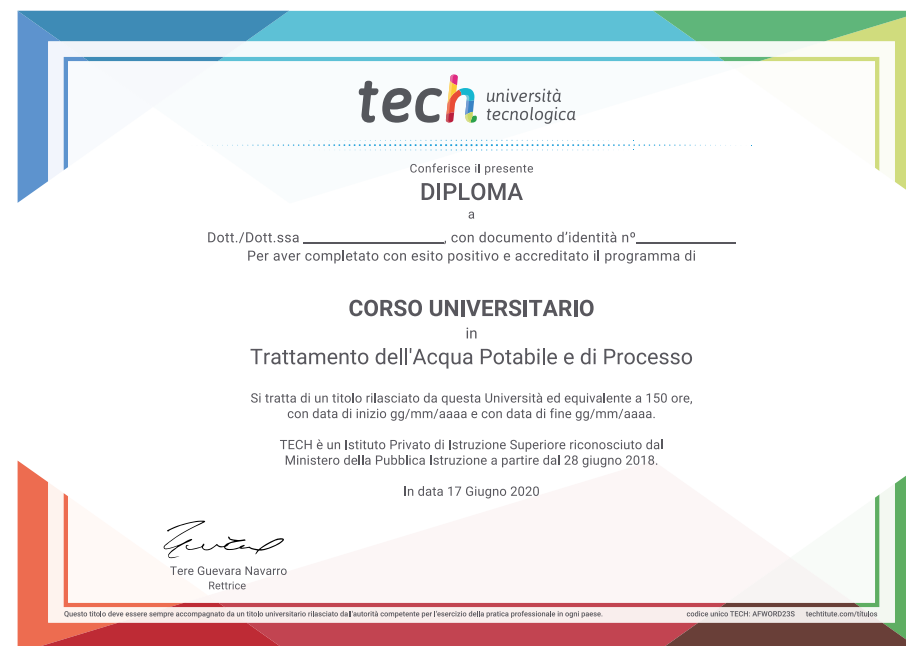 tech università
tecnologica
Conferisce il presente
DIPLOMA
a
Dott./Dott.ssa ____________________, con documento d'identità nº______________
Per aver completato con esito positivo e accreditato il programma di
CORSO UNIVERSITARIO
in
Trattamento dell'Acqua Potabile e di Processo
Si tratta di un titolo rilasciato da questa Università ed equivalente a 150 ore,
con data di inizio gg/mm/aaaa e con data di fine gg/mm/aaaa.
TECH è un Istituto Privato di Istruzione Superiore riconosciuto dal
Ministero della Pubblica Istruzione a partire dal 28 giugno 2018.
In data 17 Giugno 2020
Tere Guevara Navarro
Rettrice
Questo titolo deve essere sempre accompagnato da un titolo universitario rilasciato dall'autorità competente per l'esercizio della pratica professionale in ogni paese. codice unico TECH: AFWORD23S techtitute.com/titulos